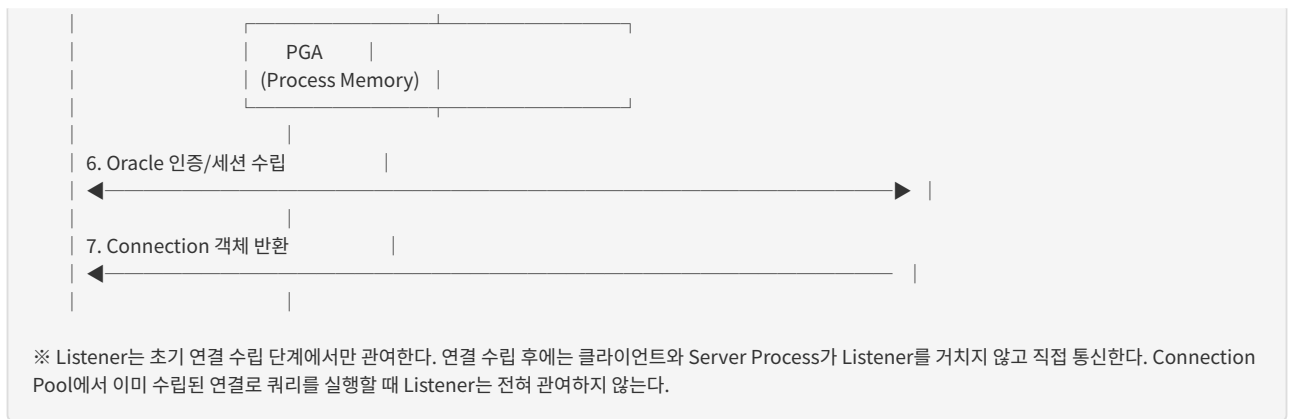 PGA
(Process Memory)
6. Oracle 인증/세션 수립
7. Connection 객체 반환
※ Listener는 초기 연결 수립 단계에서만 관여한다. 연결 수립 후에는 클라이언트와 Server Process가 Listener를 거치지 않고 직접 통신한다. Connection
Pool에서 이미 수립된 연결로 쿼리를 실행할 때 Listener는 전혀 관여하지 않는다.